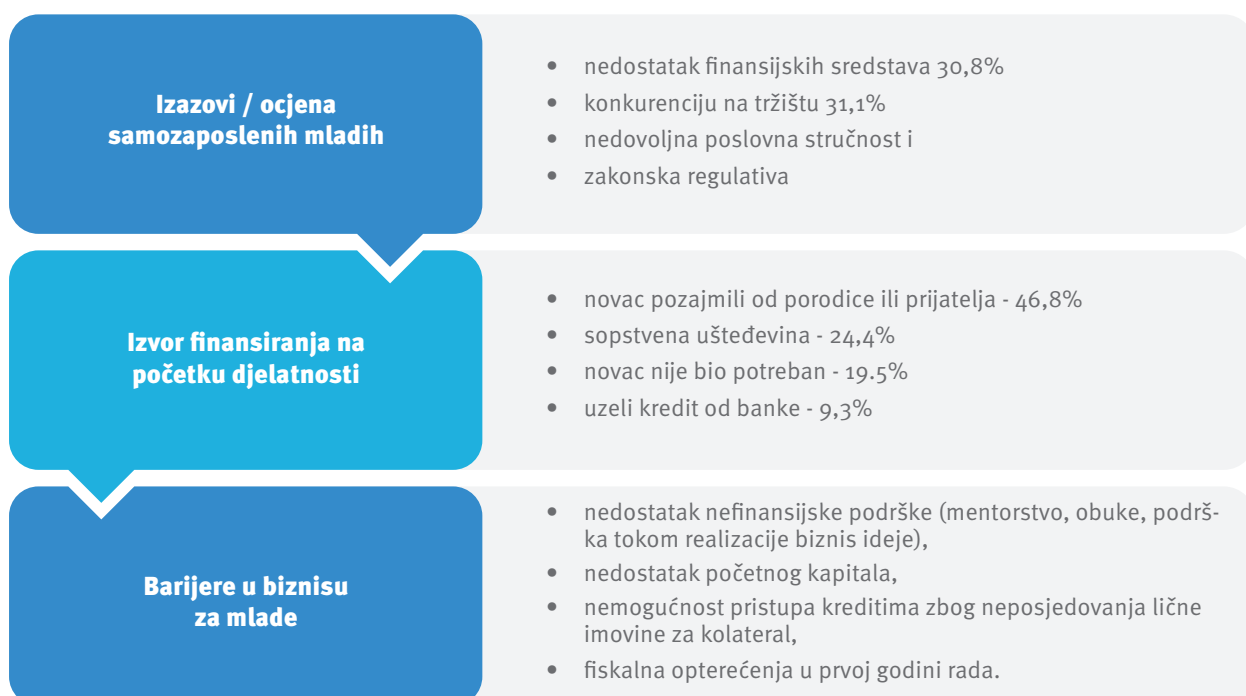 Izazovi / ocjena
samozaposlenih mladih
• nedostatak finansijskih sredstava 30,8%
• konkurenciju na tržištu 31,1%
• nedovoljna poslovna stručnost i
• zakonska regulativa
Izvor finansiranja na
početku djelatnosti
• novac pozajmili od porodice ili prijatelja - 46,8%
• sopstvena ušteđevina - 24,4%
• novac nije bio potreban - 19.5%
• uzeli kredit od banke - 9,3%
Barijere u biznisu
za mlade
• nedostatak nefinansijske podrške (mentorstvo, obuke, podrš-
ka tokom realizacije biznis ideje),
• nedostatak početnog kapitala,
• nemogućnost pristupa kreditima zbog neposjedovanja lične
imovine za kolateral,
• fiskalna opterećenja u prvoj godini rada.